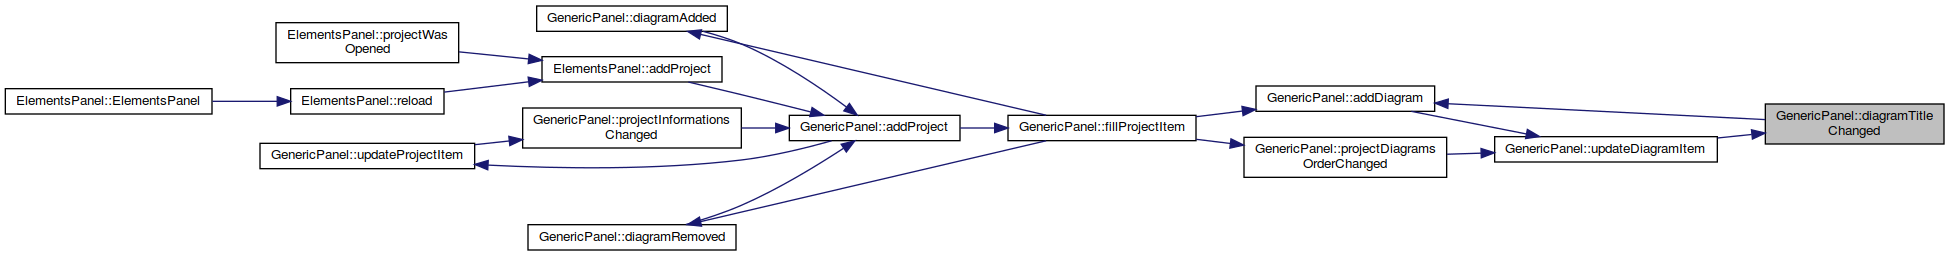 GenericPanel::diagramAdded
ElementsPanel::projectWas
Opened
ElementsPanel::addProject
ElementsPanel::ElementsPanel
ElementsPanel::reload
GenericPanel::projectInformations
Changed
GenericPanel::updateProjectItem
GenericPanel::addProject
GenericPanel::fillProjectItem
GenericPanel::addDiagram
GenericPanel::projectDiagrams
OrderChanged
GenericPanel::updateDiagramItem
GenericPanel::diagramTitle
Changed
GenericPanel::diagramRemoved